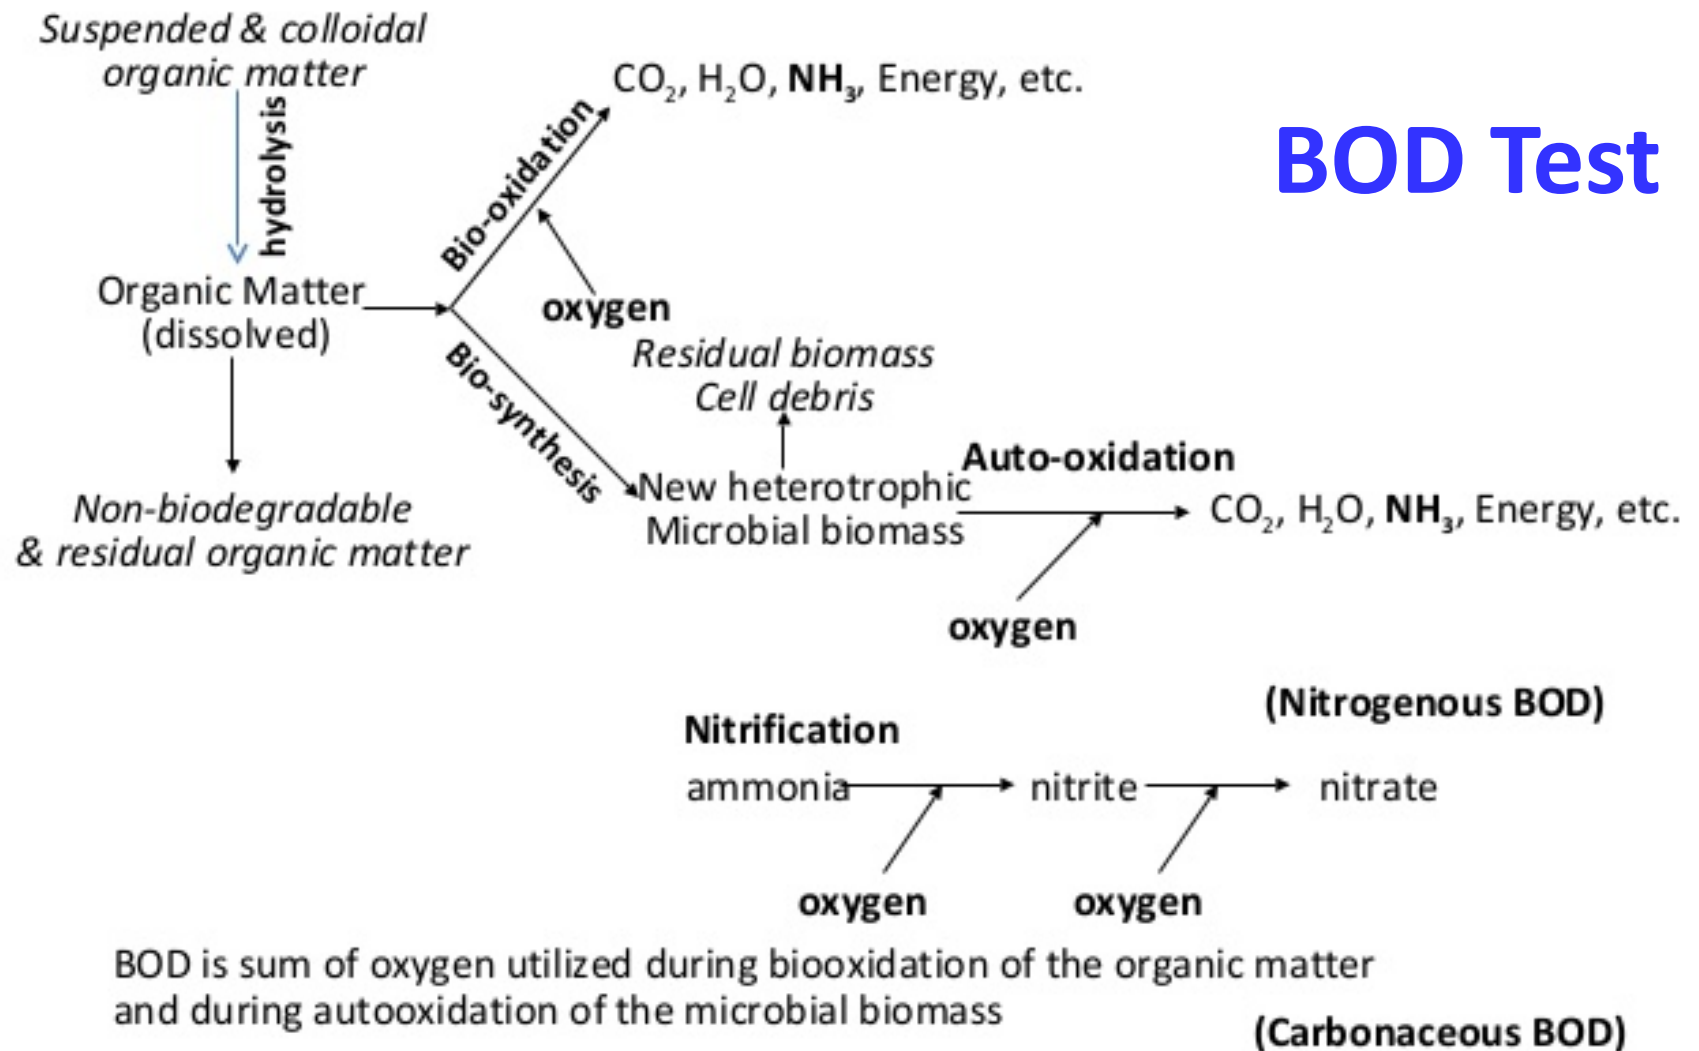 Suspended & colloidal
organic matter
hydrolysis
Organic Matter
(dissolved)
Non-biodegradable
& residual organic matter
Bio-oxidation
oxygen
CO₂, H₂O, NH₃, Energy, etc.
BOD Test
Bio-synthesis
Residual biomass
Cell debris
New heterotrophic
Microbial biomass
Auto-oxidation
oxygen
CO₂, H₂O, NH₃, Energy, etc.
(Nitrogenous BOD)
Nitrification
ammonia
nitrite
nitrate
oxygen
oxygen
BOD is sum of oxygen utilized during biooxidation of the organic matter
and during autooxidation of the microbial biomass
(Carbonaceous BOD)